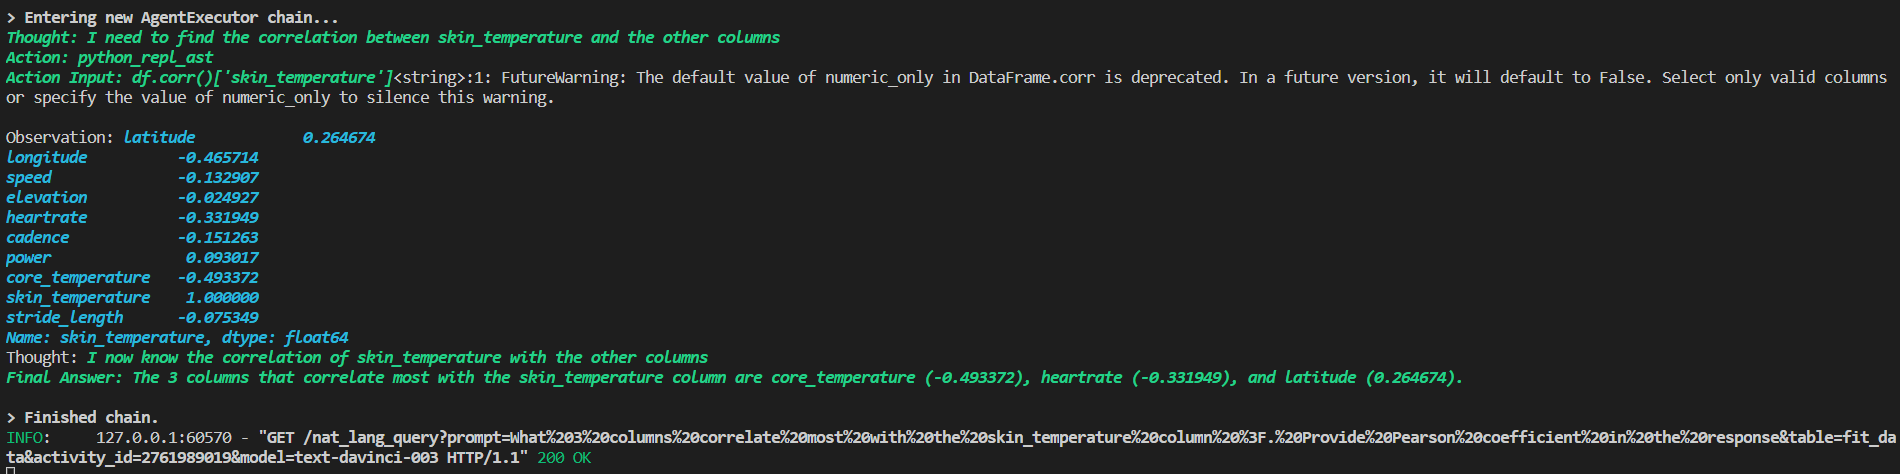 > Entering new AgentExecutor chain...
Thought: I need to find the correlation between skin_temperature and the other columns
Action: python_repl_ast
Action Input: df.corr()['skin_temperature']<string>:1: FutureWarning: The default value of numeric_only in DataFrame.corr is deprecated. In a future version, it will default to False. Select only valid columns
or specify the value of numeric_only to silence this warning.
Observation: latitude            0.264674
longitude          -0.465714
speed              -0.132907
elevation          -0.024927
heartrate          -0.331949
cadence            -0.151263
power               0.093017
core_temperature   -0.493372
skin_temperature    1.000000
stride_length      -0.075349
Name: skin_temperature, dtype: float64
Thought: I now know the correlation of skin_temperature with the other columns
Final Answer: The 3 columns that correlate most with the skin_temperature column are core_temperature (-0.493372), heartrate (-0.331949), and latitude (0.264674).
> Finished chain.
INFO:     127.0.0.1:60570 - "GET /nat_lang_query?prompt=What%203%20columns%20correlate%20most%20with%20the%20skin_temperature%20column%20%3F.%20Provide%20Pearson%20coefficient%20in%20the%20response&table=fit_da
ta&activity_id=2761989019&model=text-davinci-003 HTTP/1.1" 200 OK